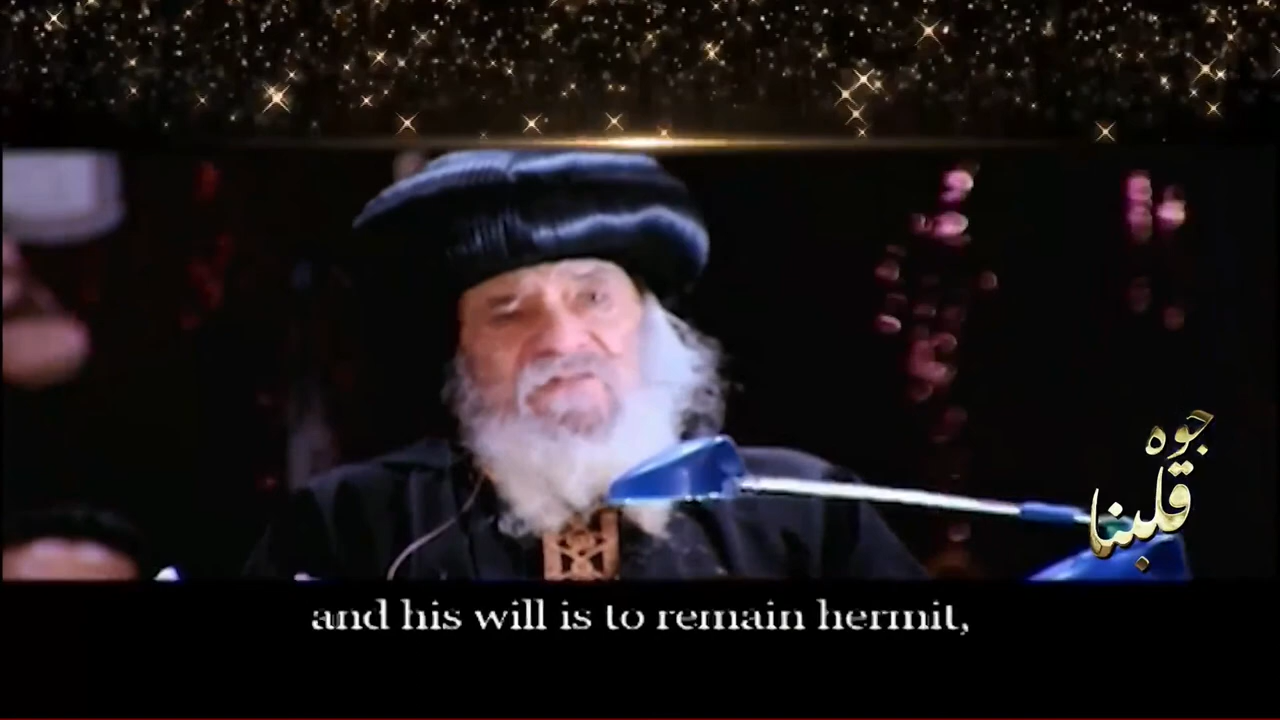 جوه
قلبنا
and his will is to remain hermit,